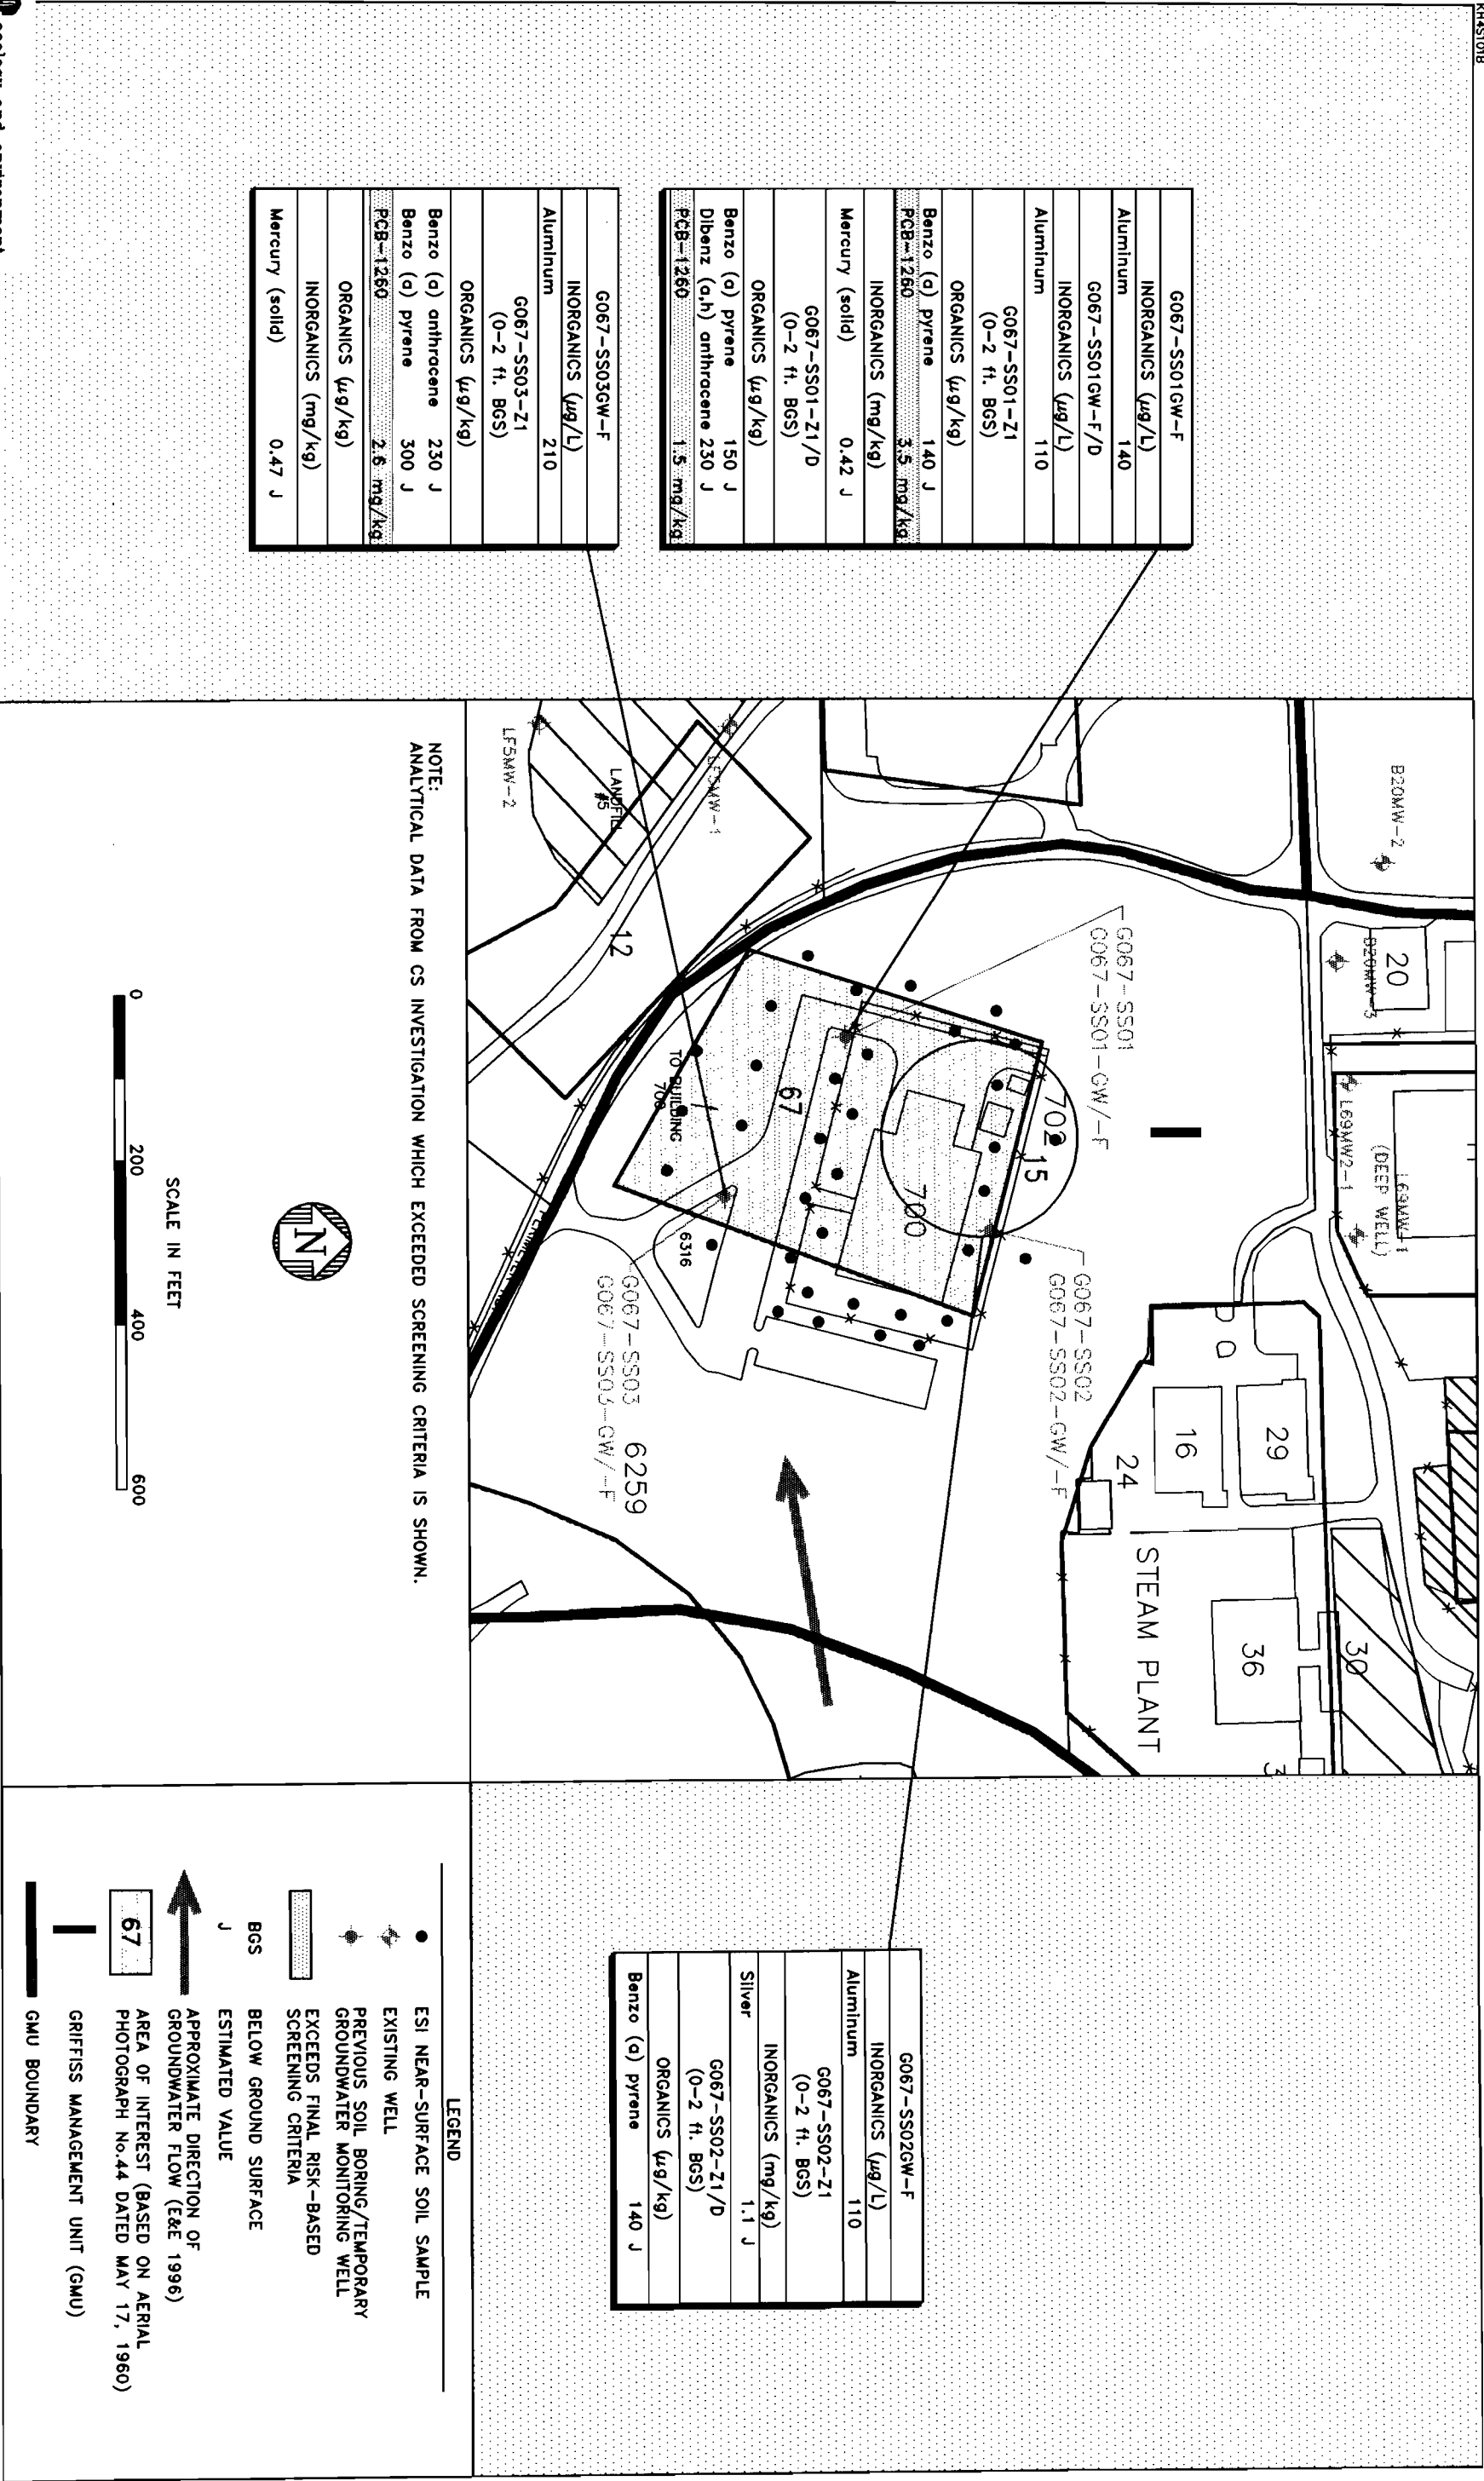 KH4S101B
G067-SS01GW-F
INORGANICS (µg/L)
Aluminum 140
G067-SS01GW-F/D
INORGANICS (µg/L)
Aluminum 110
G067-SS01-Z1
(0-2 ft. BGS)
ORGANICS (µg/kg)
Benzo (a) pyrene 140 J
PCB-1260 3.5 mg/kg
INORGANICS (mg/kg)
Mercury (solid) 0.42 J
G067-SS01-Z1/D
(0-2 ft. BGS)
ORGANICS (µg/kg)
Benzo (a) pyrene 150 J
Dibenz (a,h) anthracene 230 J
PCB-1260 1.5 mg/kg
G067-SS03GW-F
INORGANICS (µg/L)
Aluminum 210
G067-SS03-Z1
(0-2 ft. BGS)
ORGANICS (µg/kg)
Benzo (a) anthracene 230 J
Benzo (a) pyrene 300 J
PCB-1260 2.6 mg/kg
ORGANICS (µg/kg)
INORGANICS (mg/kg)
Mercury (solid) 0.47 J
B20MW-2
20
B20MW-3
L69MW-1
(DEEP WELL)
L69MW2-1
29
16
24
30
36
3
STEAM PLANT
G067-SS01
G067-SS01-GW/-F
I
G067-SS02
G067-SS02-GW/-F
702
15
700
67
TO BUILDING
700
6316
G067-SS03
G067-SS03-GW/-F
6259
12
LF5MW-1
LANDFILL
#5
LF5MW-2
G067-SS02GW-F
INORGANICS (µg/L)
Aluminum 110
G067-SS02-Z1
(0-2 ft. BGS)
INORGANICS (mg/kg)
Silver 1.1 J
G067-SS02-Z1/D
(0-2 ft. BGS)
ORGANICS (µg/kg)
Benzo (a) pyrene 140 J
NOTE:
ANALYTICAL DATA FROM CS INVESTIGATION WHICH EXCEEDED SCREENING CRITERIA IS SHOWN.
N
SCALE IN FEET
0 200 400 600
LEGEND
ESI NEAR-SURFACE SOIL SAMPLE
EXISTING WELL
PREVIOUS SOIL BORING/TEMPORARY
GROUNDWATER MONITORING WELL
EXCEEDS FINAL RISK-BASED
SCREENING CRITERIA
BGS BELOW GROUND SURFACE
J ESTIMATED VALUE
APPROXIMATE DIRECTION OF
GROUNDWATER FLOW (E&E 1996)
67 AREA OF INTEREST (BASED ON AERIAL
PHOTOGRAPH No.44 DATED MAY 17, 1960)
I GRIFFISS MANAGEMENT UNIT (GMU)
GMU BOUNDARY
ecology and environment